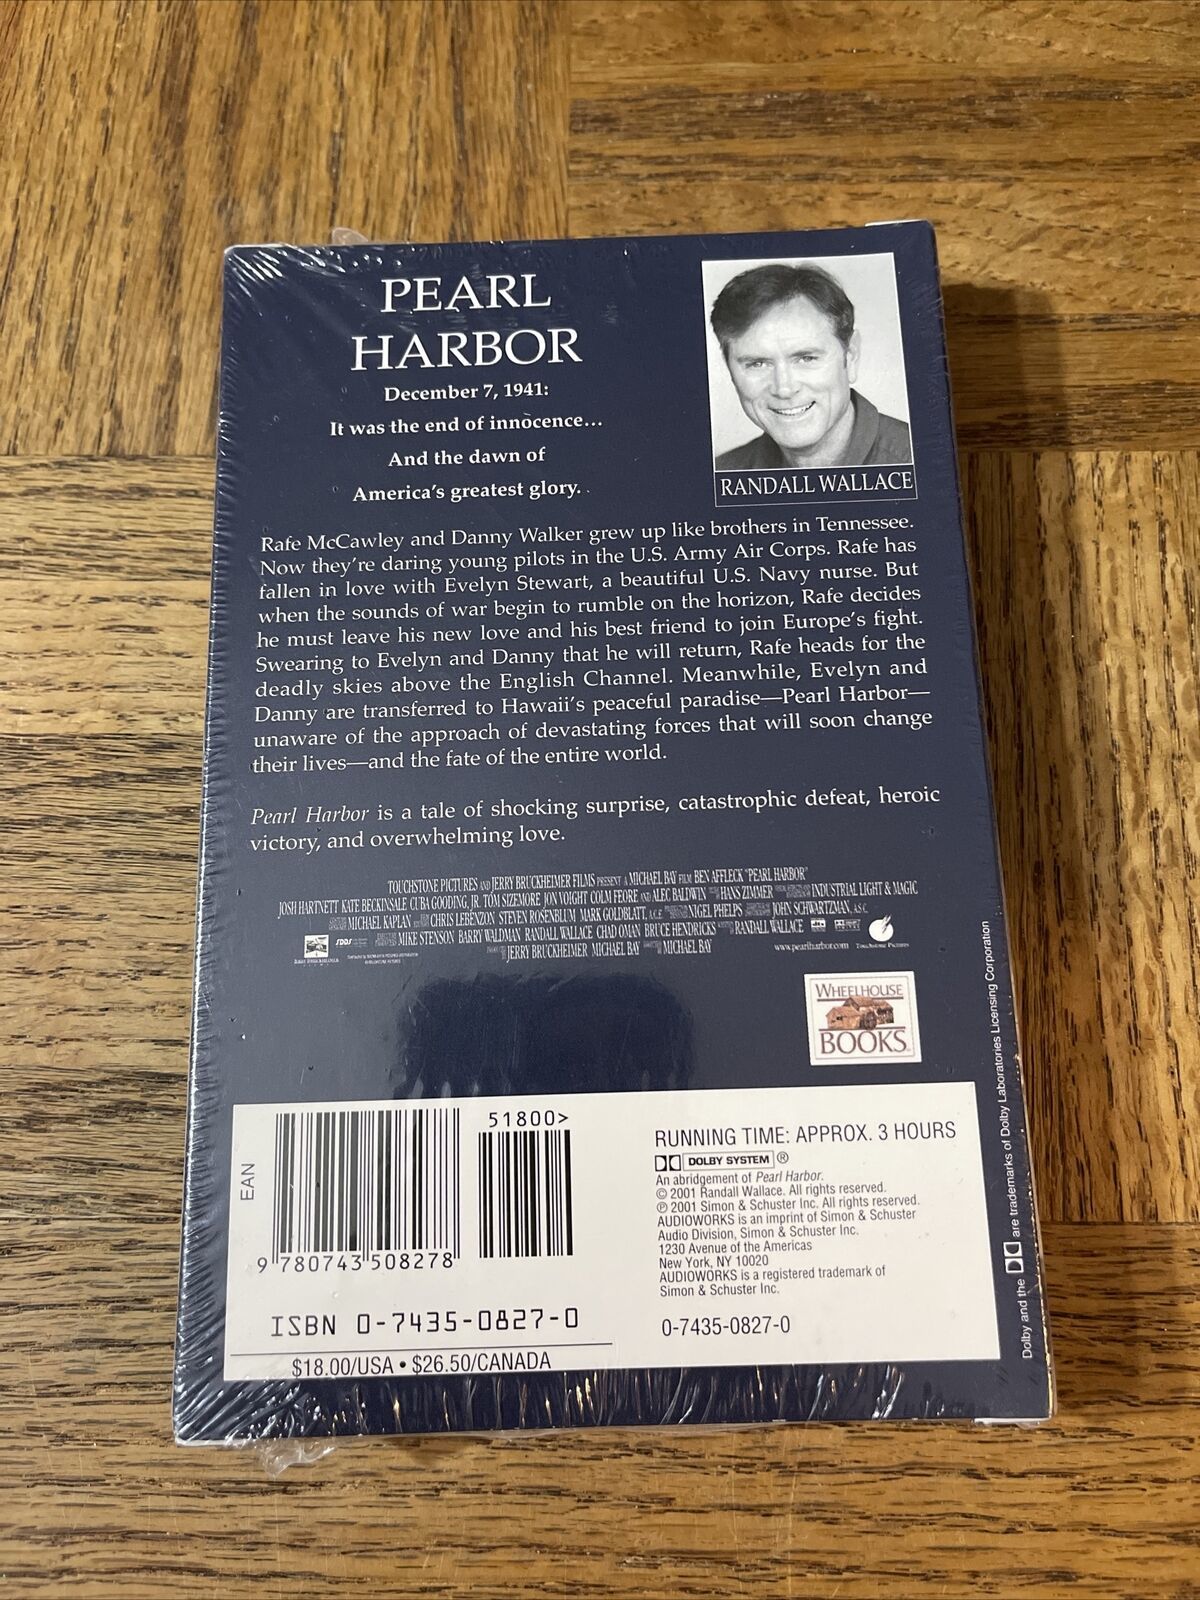 PEARL
HARBOR
December 7, 1941:
It was the end of innocence...
And the dawn of
America's greatest glory.
RANDALL WALLACE
Rafe McCawley and Danny Walker grew up like brothers in Tennessee.
Now they're daring young pilots in the U.S. Army Air Corps. Rafe has
fallen in love with Evelyn Stewart, a beautiful U.S. Navy nurse. But
when the sounds of war begin to rumble on the horizon, Rafe decides
he must leave his new love and his best friend to join Europe's fight.
Swearing to Evelyn and Danny that he will return, Rafe heads for the
deadly skies above the English Channel. Meanwhile, Evelyn and
Danny are transferred to Hawaii's peaceful paradise—Pearl Harbor—
unaware of the approach of devastating forces that will soon change
their lives—and the fate of the entire world.
Pearl Harbor is a tale of shocking surprise, catastrophic defeat, heroic
victory, and overwhelming love.
TOUCHSTONE PICTURES AND JERRY BRUCKHEIMER FILMS PRESENT A MICHAEL BAY FILM BEN AFFLECK "PEARL HARBOR"
JOSH HARTNETT KATE BECKINSALE CUBA GOODING, JR. TOM SIZEMORE JON VOIGHT COLM FEORE AND ALEC BALDWIN HANS ZIMMER INDUSTRIAL LIGHT & MAGIC
MICHAEL KAPLAN CHRIS LEBENZON STEVEN ROSENBLUM MARK GOLDBLATT, A.C.E. NIGEL PHELPS JOHN SCHWARTZMAN, ASC
MIKE STENSON BARRY WALDMAN RANDALL WALLACE CHAD OMAN BRUCE HENDRICKS RANDALL WALLACE
JERRY BRUCKHEIMER MICHAEL BAY MICHAEL BAY
SDDS
dts
www.pearlharbor.com
Touchstone Pictures
WHEELHOUSE
BOOKS
EAN
51800>
9 780743 508278
ISBN 0-7435-0827-0
$18.00/USA • $26.50/CANADA
RUNNING TIME: APPROX. 3 HOURS
DOLBY SYSTEM ®
An abridgement of Pearl Harbor.
© 2001 Randall Wallace. All rights reserved.
℗ 2001 Simon & Schuster Inc. All rights reserved.
AUDIOWORKS is an imprint of Simon & Schuster
Audio Division, Simon & Schuster Inc.
1230 Avenue of the Americas
New York, NY 10020
AUDIOWORKS is a registered trademark of
Simon & Schuster Inc.
0-7435-0827-0
Dolby and the are trademarks of Dolby Laboratories Licensing Corporation